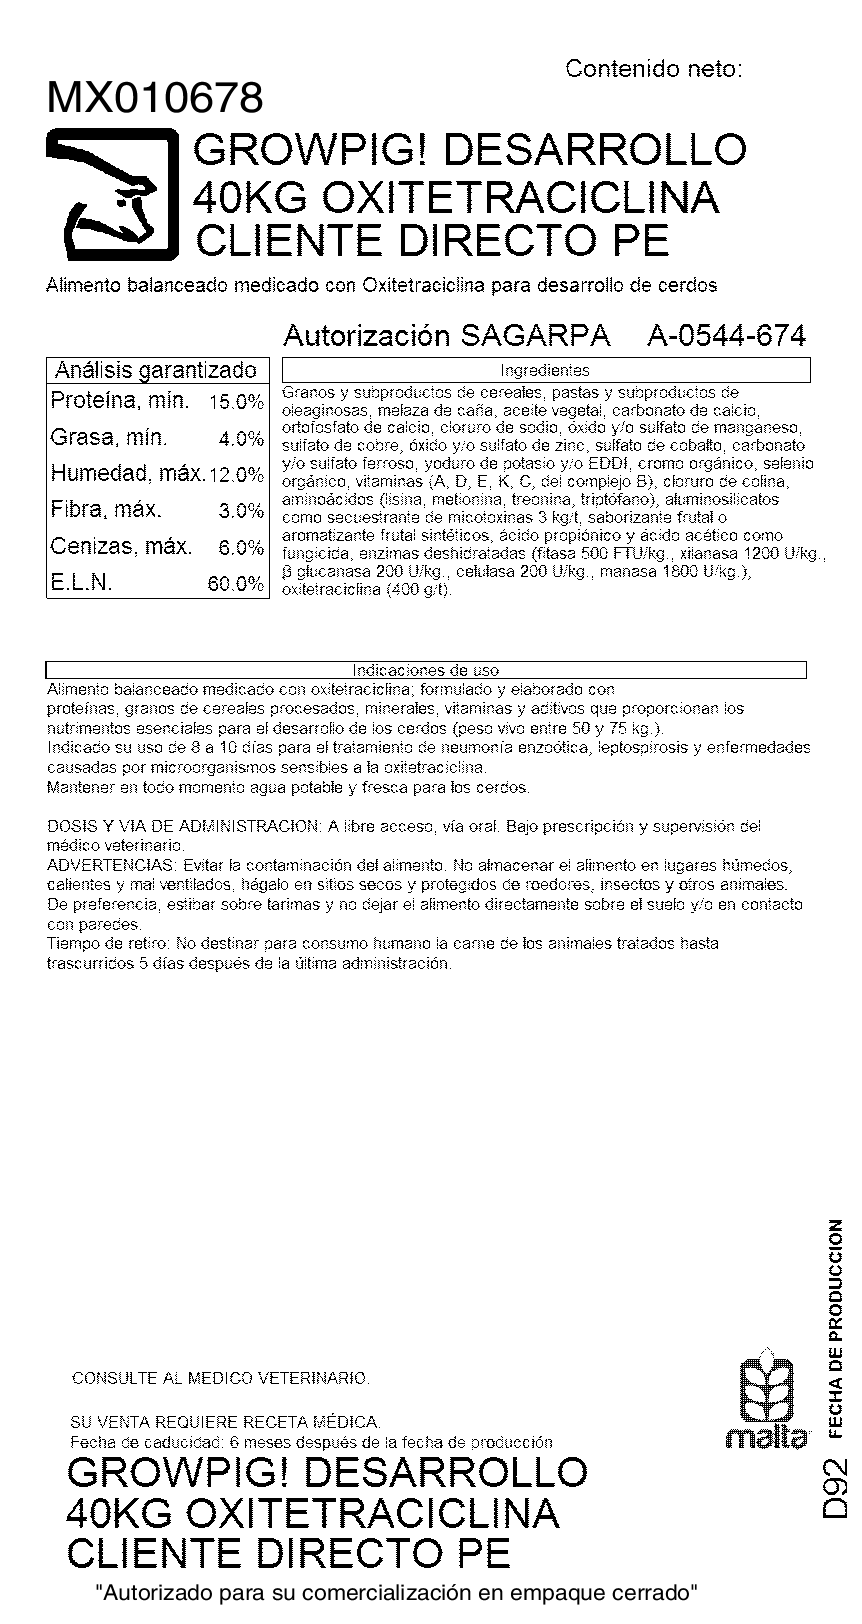 Contenido neto:
MX010678
GROWPIG! DESARROLLO
40KG OXITETRACICLINA
CLIENTE DIRECTO PE
Alimento balanceado medicado con Oxitetraciclina para desarrollo de cerdos
Autorización SAGARPA A-0544-674
Análisis garantizado
Proteína, mín. 15.0%
Grasa, mín. 4.0%
Humedad, máx. 12.0%
Fibra, máx. 3.0%
Cenizas, máx. 6.0%
E.L.N. 60.0%
Ingredientes
Granos y subproductos de cereales, pastas y subproductos de
oleaginosas, melaza de caña, aceite vegetal, carbonato de calcio,
ortofosfato de calcio, cloruro de sodio, óxido y/o sulfato de manganeso,
sulfato de cobre, óxido y/o sulfato de zinc, sulfato de cobalto, carbonato
y/o sulfato ferroso, yoduro de potasio y/o EDDI, cromo orgánico, selenio
orgánico, vitaminas (A, D, E, K, C, del complejo B), cloruro de colina,
aminoácidos (lisina, metionina, treonina, triptófano), aluminosilicatos
como secuestrante de micotoxinas 3 kg/t, saborizante frutal o
aromatizante frutal sintéticos, ácido propiónico y ácido acético como
fungicida, enzimas deshidratadas (fitasa 500 FTU/kg., xilanasa 1200 U/kg.,
β glucanasa 200 U/kg., celulasa 200 U/kg., manasa 1800 U/kg.),
oxitetraciclina (400 g/t).
Indicaciones de uso
Alimento balanceado medicado con oxitetraciclina; formulado y elaborado con
proteínas, granos de cereales procesados, minerales, vitaminas y aditivos que proporcionan los
nutrimentos esenciales para el desarrollo de los cerdos (peso vivo entre 50 y 75 kg.).
Indicado su uso de 8 a 10 días para el tratamiento de neumonía enzoótica, leptospirosis y enfermedades
causadas por microorganismos sensibles a la oxitetraciclina.
Mantener en todo momento agua potable y fresca para los cerdos.
DOSIS Y VIA DE ADMINISTRACION: A libre acceso, vía oral. Bajo prescripción y supervisión del
médico veterinario.
ADVERTENCIAS: Evitar la contaminación del alimento. No almacenar el alimento en lugares húmedos,
calientes y mal ventilados, hágalo en sitios secos y protegidos de roedores, insectos y otros animales.
De preferencia, estibar sobre tarimas y no dejar el alimento directamente sobre el suelo y/o en contacto
con paredes.
Tiempo de retiro: No destinar para consumo humano la carne de los animales tratados hasta
trascurridos 5 días después de la última administración.
FECHA DE PRODUCCION
D92
CONSULTE AL MEDICO VETERINARIO.
malta
SU VENTA REQUIERE RECETA MÉDICA.
Fecha de caducidad: 6 meses después de la fecha de producción
GROWPIG! DESARROLLO
40KG OXITETRACICLINA
CLIENTE DIRECTO PE
"Autorizado para su comercialización en empaque cerrado"